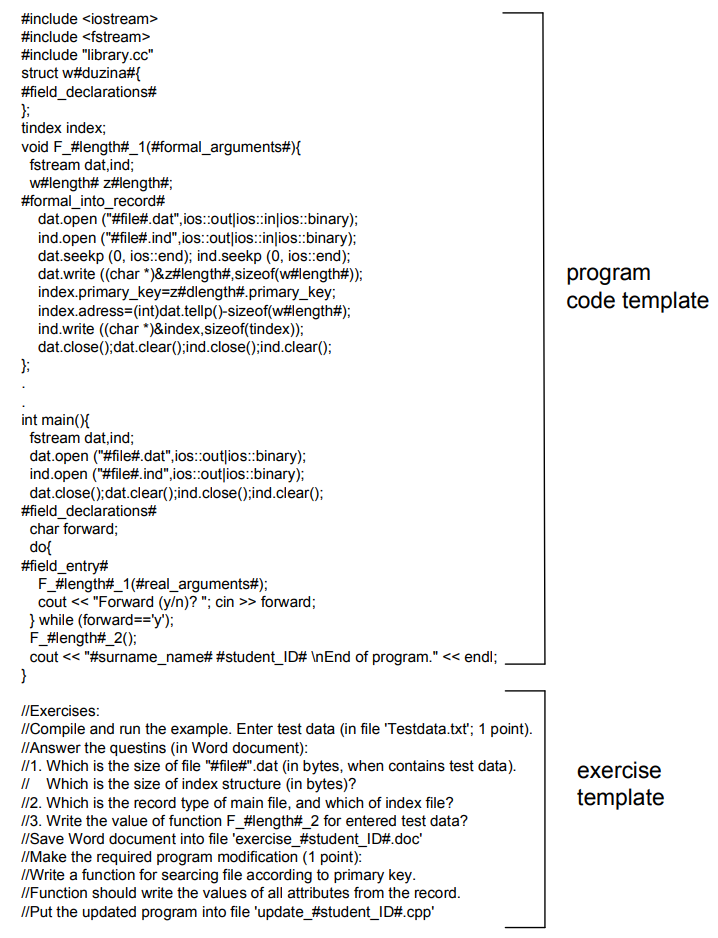 #include <iostream>
#include <fstream>
#include "library.cc"
struct w#duzina#{
#field_declarations#
};
tindex index;
void F_#length#_1(#formal_arguments#){
fstream dat,ind;
w#length# z#length#;
#formal_into_record#
dat.open ("#file#.dat",ios::out|ios::in|ios::binary);
ind.open ("#file#.ind",ios::out|ios::in|ios::binary);
dat.seekp (0, ios::end); ind.seekp (0, ios::end);
dat.write ((char *)&z#length#,sizeof(w#length#));
index.primary_key=z#dlength#.primary_key;
index.adress=(int)dat.tellp()-sizeof(w#length#);
ind.write ((char *)&index,sizeof(tindex));
dat.close();dat.clear();ind.close();ind.clear();
};
.
.
int main(){
fstream dat,ind;
dat.open ("#file#.dat",ios::out|ios::binary);
ind.open ("#file#.ind",ios::out|ios::binary);
dat.close();dat.clear();ind.close();ind.clear();
#field_declarations#
char forward;
do{
#field_entry#
F_#length#_1(#real_arguments#);
cout << "Forward (y/n)? "; cin >> forward;
} while (forward=='y');
F_#length#_2();
cout << "#surname_name# #student_ID# \nEnd of program." << endl;
}
program
code template
//Exercises:
//Compile and run the example. Enter test data (in file 'Testdata.txt'; 1 point).
//Answer the questins (in Word document):
//1. Which is the size of file "#file#".dat (in bytes, when contains test data).
// Which is the size of index structure (in bytes)?
//2. Which is the record type of main file, and which of index file?
//3. Write the value of function F_#length#_2 for entered test data?
//Save Word document into file 'exercise_#student_ID#.doc'
//Make the required program modification (1 point):
//Write a function for searcing file according to primary key.
//Function should write the values of all attributes from the record.
//Put the updated program into file 'update_#student_ID#.cpp'
exercise
template